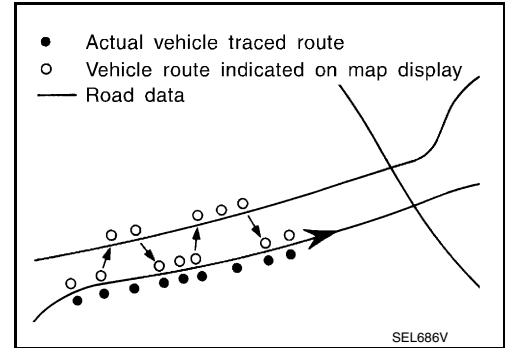 Actual vehicle traced route
Vehicle route indicated on map display
Road data
SEL686V